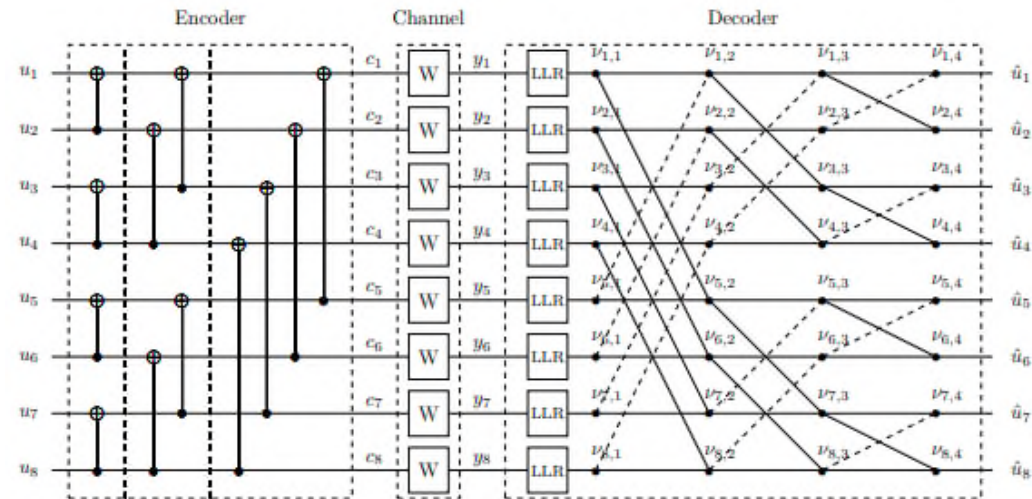 Encoder Channel Decoder
u₁ c₁ W y₁ LLR ν₁,₁ ν₁,₂ ν₁,₃ ν₁,₄ û₁
u₂ c₂ W y₂ LLR ν₂,₁ ν₂,₂ ν₂,₃ ν₂,₄ û₂
u₃ c₃ W y₃ LLR ν₃,₁ ν₃,₂ ν₃,₃ ν₃,₄ û₃
u₄ c₄ W y₄ LLR ν₄,₁ ν₄,₂ ν₄,₃ ν₄,₄ û₄
u₅ c₅ W y₅ LLR ν₅,₁ ν₅,₂ ν₅,₃ ν₅,₄ û₅
u₆ c₆ W y₆ LLR ν₆,₁ ν₆,₂ ν₆,₃ ν₆,₄ û₆
u₇ c₇ W y₇ LLR ν₇,₁ ν₇,₂ ν₇,₃ ν₇,₄ û₇
u₈ c₈ W y₈ LLR ν₈,₁ ν₈,₂ ν₈,₃ ν₈,₄ û₈